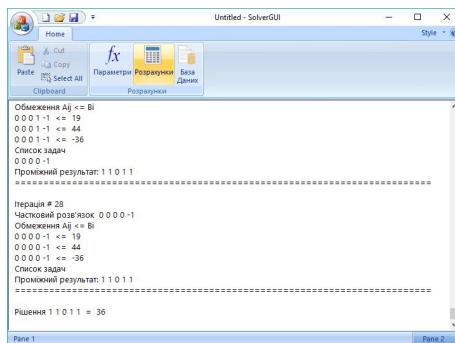 Untitled - SolverGUI
Home
Style
Paste
Cut
Copy
Select All
Clipboard
fx
Параметри
Розрахунки
База Даних
Розрахунки
Обмеження Aij <= Bi
0 0 0 1 -1 <= 19
0 0 0 1 -1 <= 44
0 0 0 1 -1 <= -36
Список задач
0 0 0 0 -1
Проміжний результат: 1 1 0 1 1
================================================================
Ітерація # 28
Частковий розв'язок 0 0 0 0 -1
Обмеження Aij <= Bi
0 0 0 0 -1 <= 19
0 0 0 0 -1 <= 44
0 0 0 0 -1 <= -36
Список задач
Проміжний результат: 1 1 0 1 1
================================================================
Рішення 1 1 0 1 1 = 36
Pane 1
Pane 2